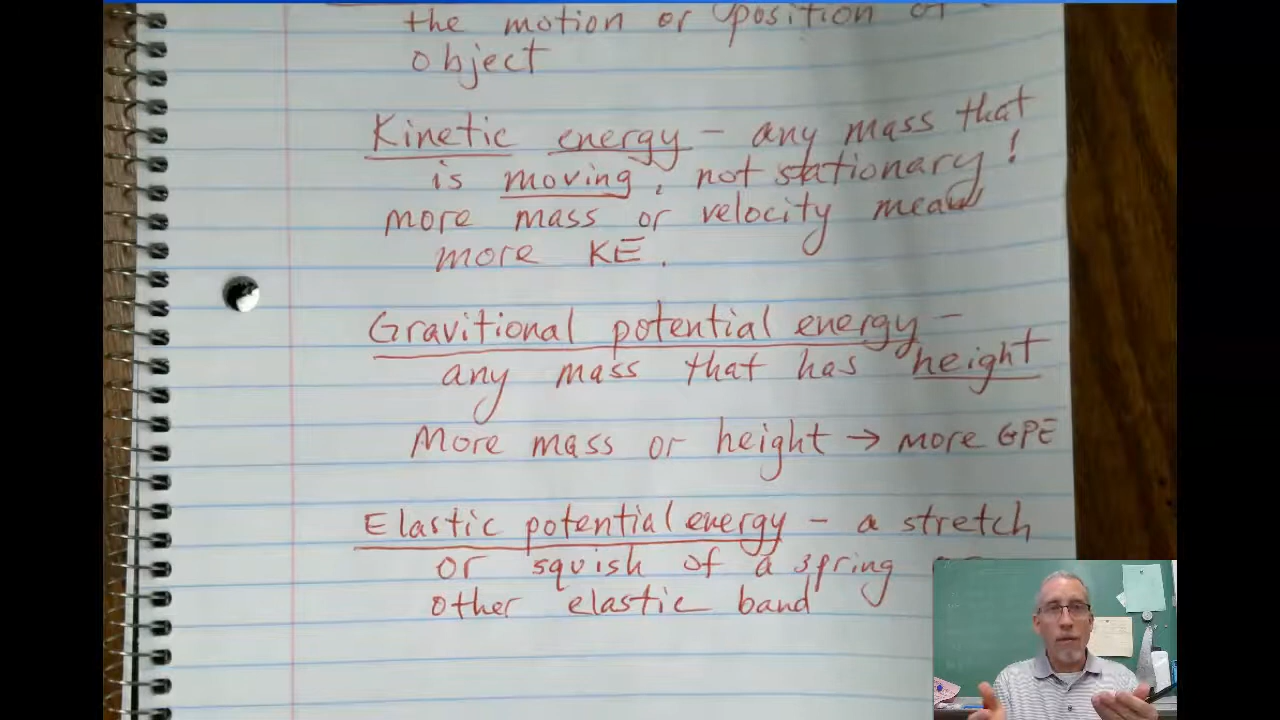 the motion or position of
object
Kinetic energy – any mass that
is moving, not stationary!
more mass or velocity mean
more KE.
Gravitional potential energy –
any mass that has height
More mass or height → more GPE
Elastic potential energy – a stretch
or squish of a spring
other elastic band